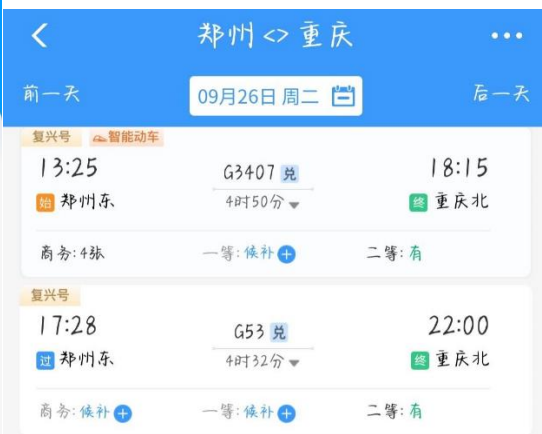 郑州<>重庆
前一天 09月26日 周二 后一天
复兴号 智能动车
13:25 G3407 兑 18:15
始 郑州东 4时50分 终 重庆北
商务:4张 一等:候补 二等:有
复兴号
17:28 G53 兑 22:00
过 郑州东 4时32分 终 重庆北
商务:候补 一等:候补 二等:有